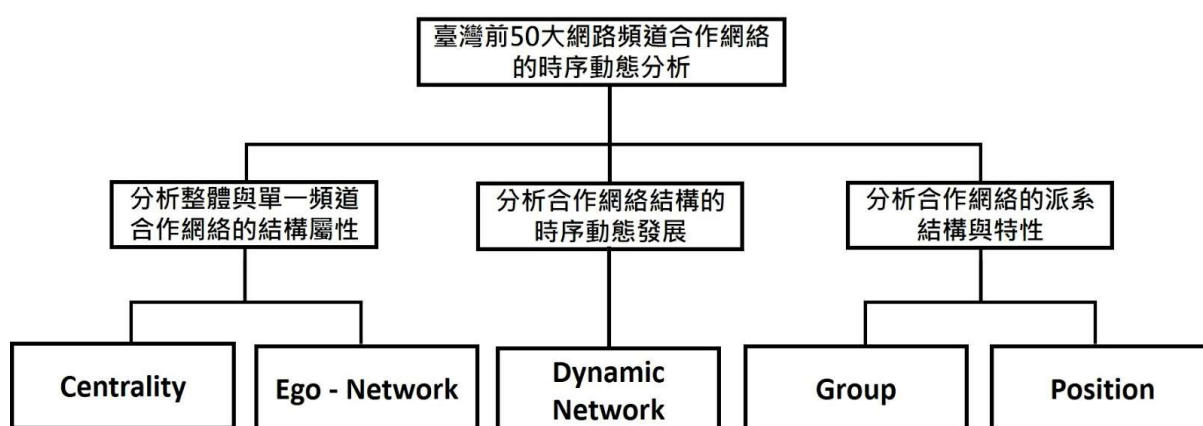 臺灣前50大網路頻道合作網絡
的時序動態分析
分析整體與單一頻道
合作網絡的結構屬性
分析合作網絡結構的
時序動態發展
分析合作網絡的派系
結構與特性
Centrality
Ego - Network
Dynamic
Network
Group
Position